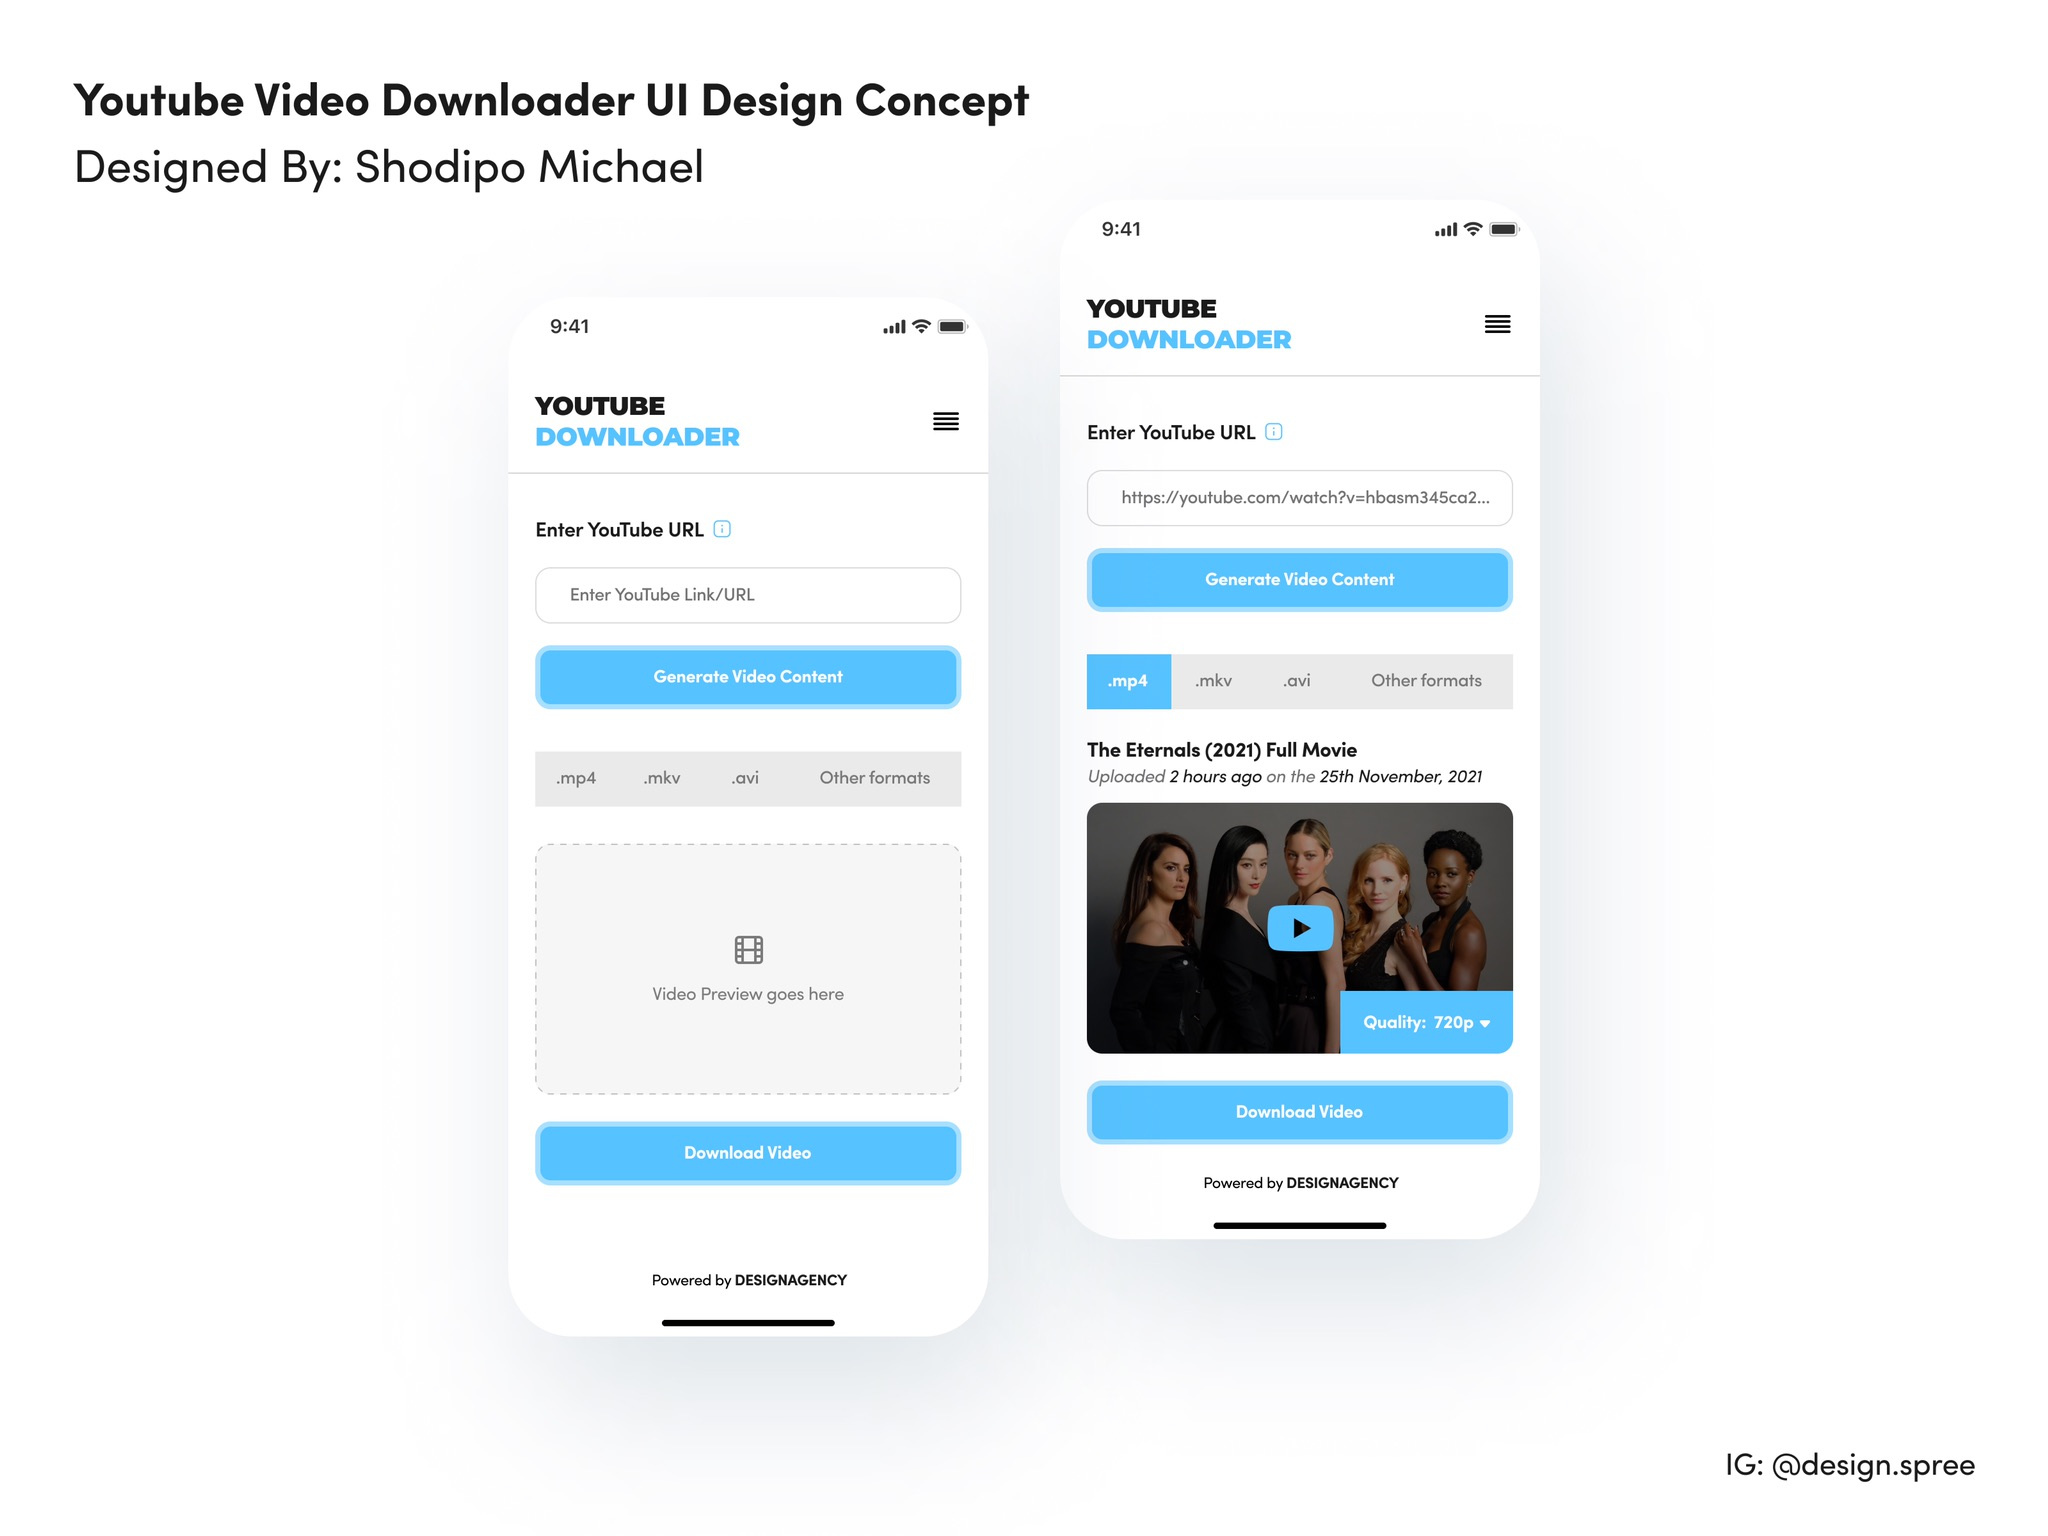 Youtube Video Downloader UI Design Concept
Designed By: Shodipo Michael
9:41
YOUTUBE
DOWNLOADER
Enter YouTube URL
Enter YouTube Link/URL
Generate Video Content
.mp4 .mkv .avi Other formats
Video Preview goes here
Download Video
Powered by DESIGNAGENCY
9:41
YOUTUBE
DOWNLOADER
Enter YouTube URL
https://youtube.com/watch?v=hbasm345ca2...
Generate Video Content
.mp4 .mkv .avi Other formats
The Eternals (2021) Full Movie
Uploaded 2 hours ago on the 25th November, 2021
Quality: 720p
Download Video
Powered by DESIGNAGENCY
IG: @design.spree